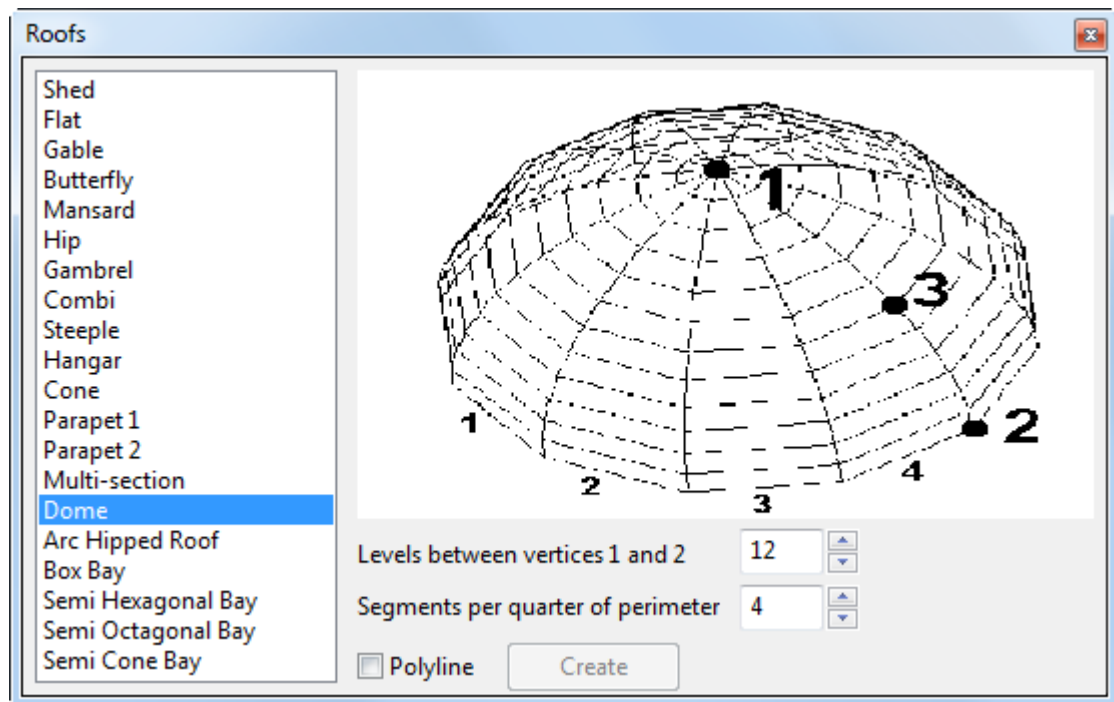 Roofs
Shed
Flat
Gable
Butterfly
Mansard
Hip
Gambrel
Combi
Steeple
Hangar
Cone
Parapet 1
Parapet 2
Multi-section
Dome
Arc Hipped Roof
Box Bay
Semi Hexagonal Bay
Semi Octagonal Bay
Semi Cone Bay
1
3
2
1
2
3
4
Levels between vertices 1 and 2 12
Segments per quarter of perimeter 4
Polyline Create